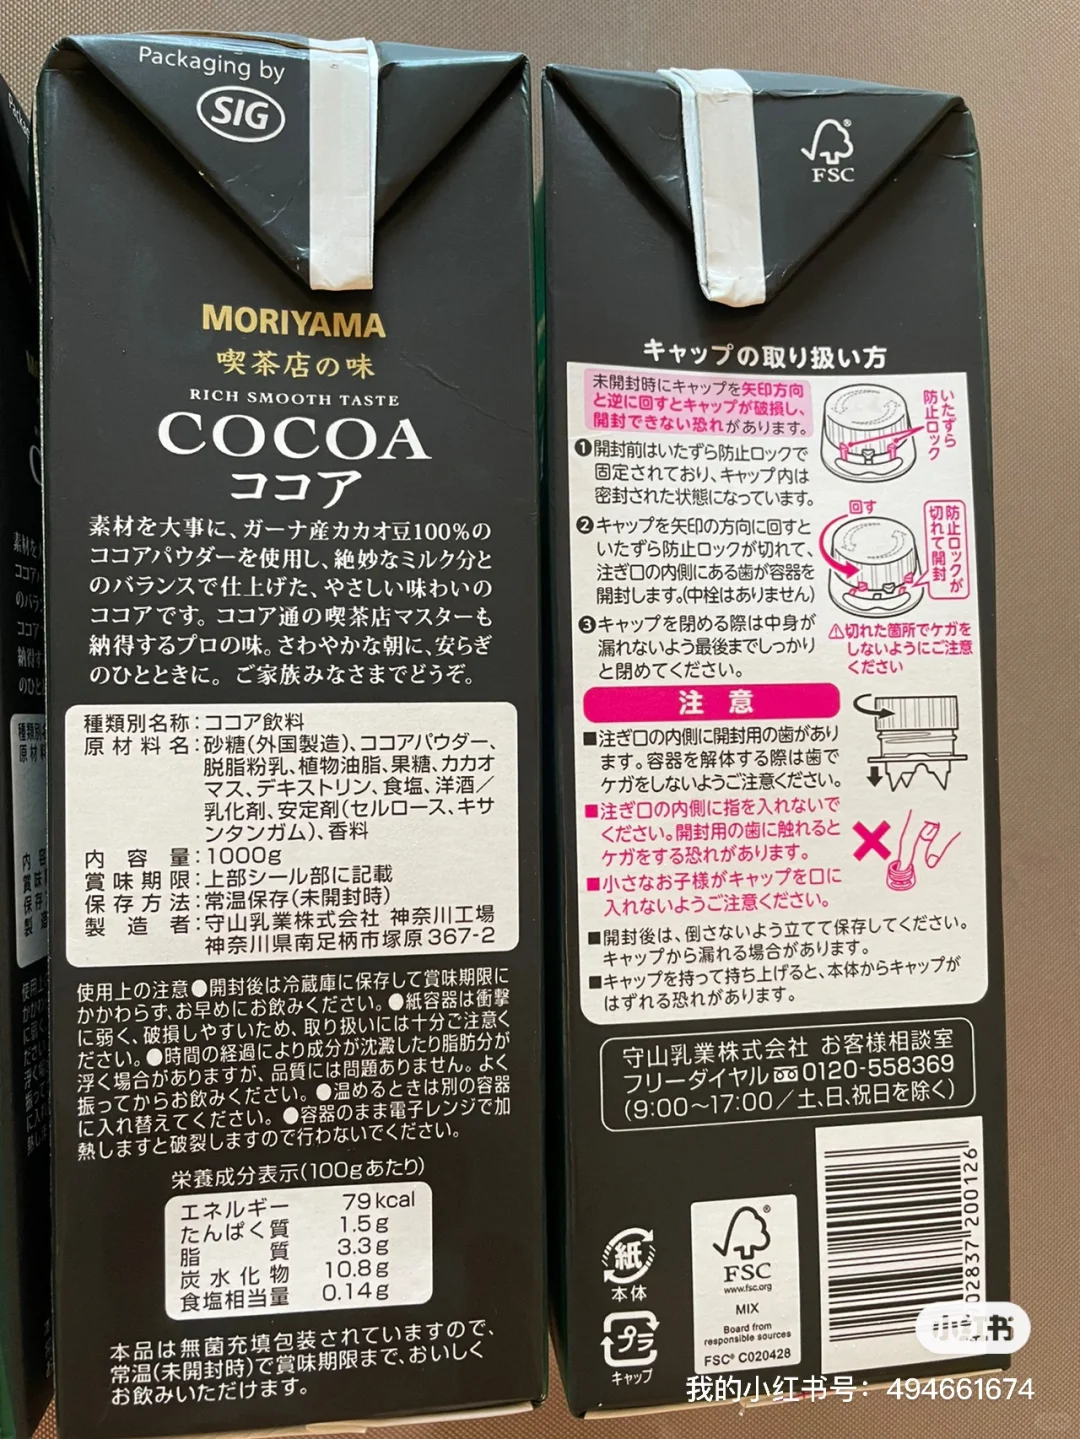 Packaging by
SIG
MORIYAMA
喫茶店の味
RICH SMOOTH TASTE
COCOA
ココア
素材を大事に、ガーナ産カカオ豆100%の
ココアパウダーを使用し、絶妙なミルク分と
のバランスで仕上げた、やさしい味わいの
ココアです。ココア通の喫茶店マスターも
納得するプロの味。さわやかな朝に、安らぎ
のひとときに。ご家族みなさまでどうぞ。
種類別名称:ココア飲料
原材料名:砂糖(外国製造)、ココアパウダー、
脱脂粉乳、植物油脂、果糖、カカオ
マス、デキストリン、食塩、洋酒/
乳化剤、安定剤(セルロース、キサ
ンタンガム)、香料
内容量:1000g
賞味期限:上部シール部に記載
保存方法:常温保存(未開封時)
製造者:守山乳業株式会社 神奈川工場
神奈川県南足柄市塚原367-2
使用上の注意●開封後は冷蔵庫に保存して賞味期限に
かかわらず、お早めにお飲みください。●紙容器は衝撃
に弱く、破損しやすいため、取り扱いには十分ご注意く
ださい。●時間の経過により成分が沈澱したり脂肪分が
浮く場合がありますが、品質には問題ありません。よく
振ってからお飲みください。●温めるときは別の容器
に入れ替えてください。●容器のまま電子レンジで加
熱しますと破裂しますので行わないでください。
栄養成分表示(100gあたり)
エネルギー 79kcal
たんぱく質 1.5g
脂質 3.3g
炭水化物 10.8g
食塩相当量 0.14g
本品は無菌充填包装されていますので、
常温(未開封時)で賞味期限まで、おいしく
お飲みいただけます。
FSC
キャップの取り扱い方
未開封時にキャップを矢印方向
と逆に回すとキャップが破損し、
開封できない恐れがあります。
いたずら
防止ロック
❶開封前はいたずら防止ロックで
固定されており、キャップ内は
密封された状態になっています。
❷キャップを矢印の方向に回すと
いたずら防止ロックが切れて、
注ぎ口の内側にある歯が容器を
開封します。(中栓はありません)
回す
防止ロックが
切れて開封
❸キャップを閉める際は中身が
漏れないよう最後までしっかり
と閉めてください。
⚠切れた箇所でケガを
しないようにご注意
ください
注意
■注ぎ口の内側に開封用の歯があり
ます。容器を解体する際は歯で
ケガをしないようご注意ください。
■注ぎ口の内側に指を入れないで
ください。開封用の歯に触れると
ケガをする恐れがあります。
■小さなお子様がキャップを口に
入れないようご注意ください。
■開封後は、倒さないよう立てて保存してください。
キャップから漏れる場合があります。
■キャップを持って持ち上げると、本体からキャップが
はずれる恐れがあります。
守山乳業株式会社 お客様相談室
フリーダイヤル 0120-558369
(9:00~17:00/土、日、祝日を除く)
紙
本体
プラ
キャップ
FSC
www.fsc.org
MIX
Board from
responsible sources
FSC® C020428
02837 200126
小红书
我的小红书号：494661674